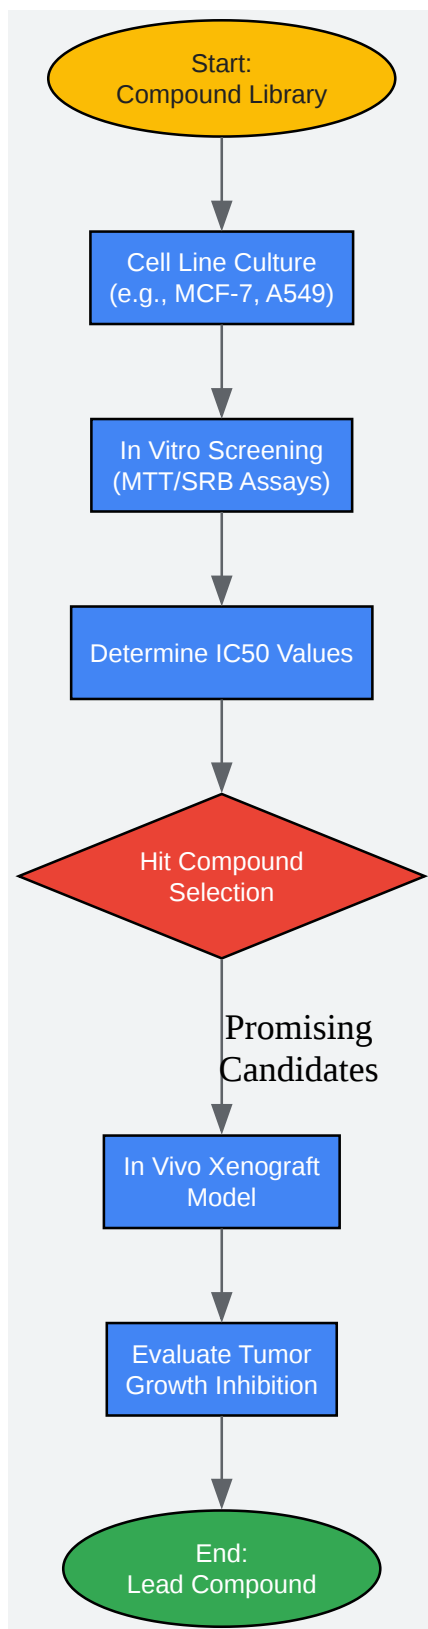 Start:
Compound Library
Cell Line Culture
(e.g., MCF-7, A549)
In Vitro Screening
(MTT/SRB Assays)
Determine IC50 Values
Hit Compound
Selection
Promising
Candidates
In Vivo Xenograft
Model
Evaluate Tumor
Growth Inhibition
End:
Lead Compound